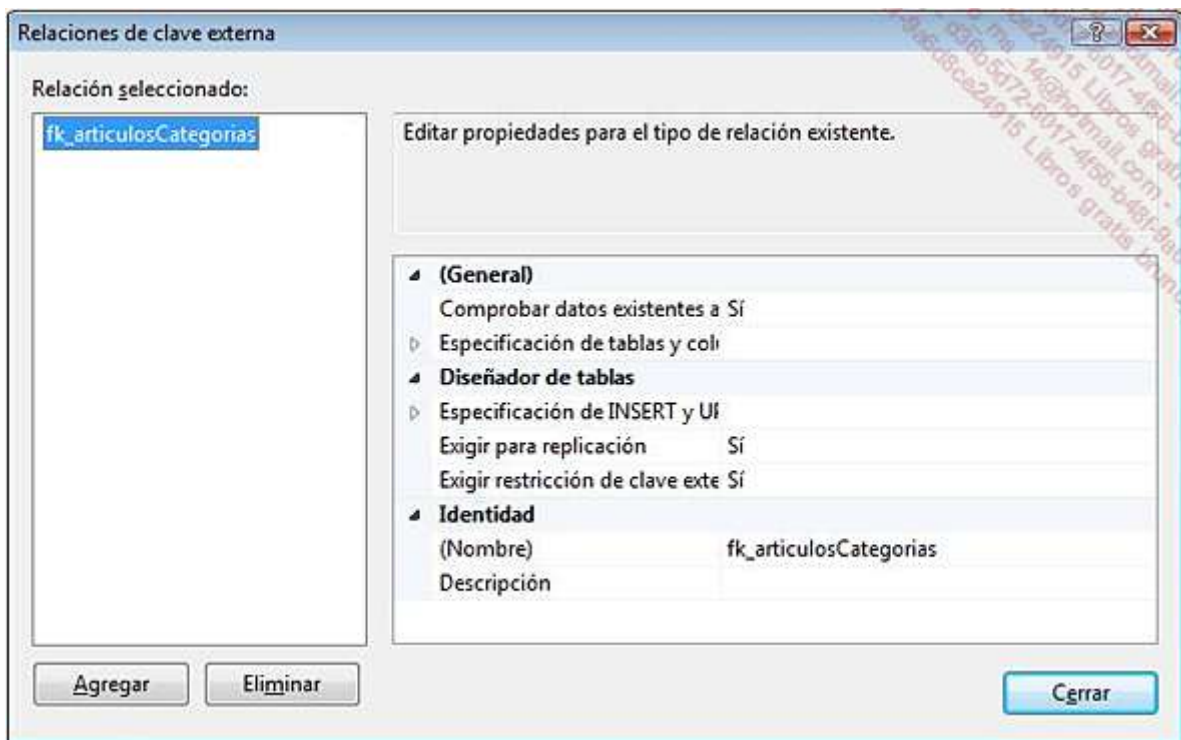 Relaciones de clave externa
Relación seleccionado:
fk_articulosCategorias
Editar propiedades para el tipo de relación existente.
(General)
Comprobar datos existentes a Sí
Especificación de tablas y colu
Diseñador de tablas
Especificación de INSERT y UP
Exigir para replicación Sí
Exigir restricción de clave exte Sí
Identidad
(Nombre) fk_articulosCategorias
Descripción
Agregar Eliminar
Cerrar